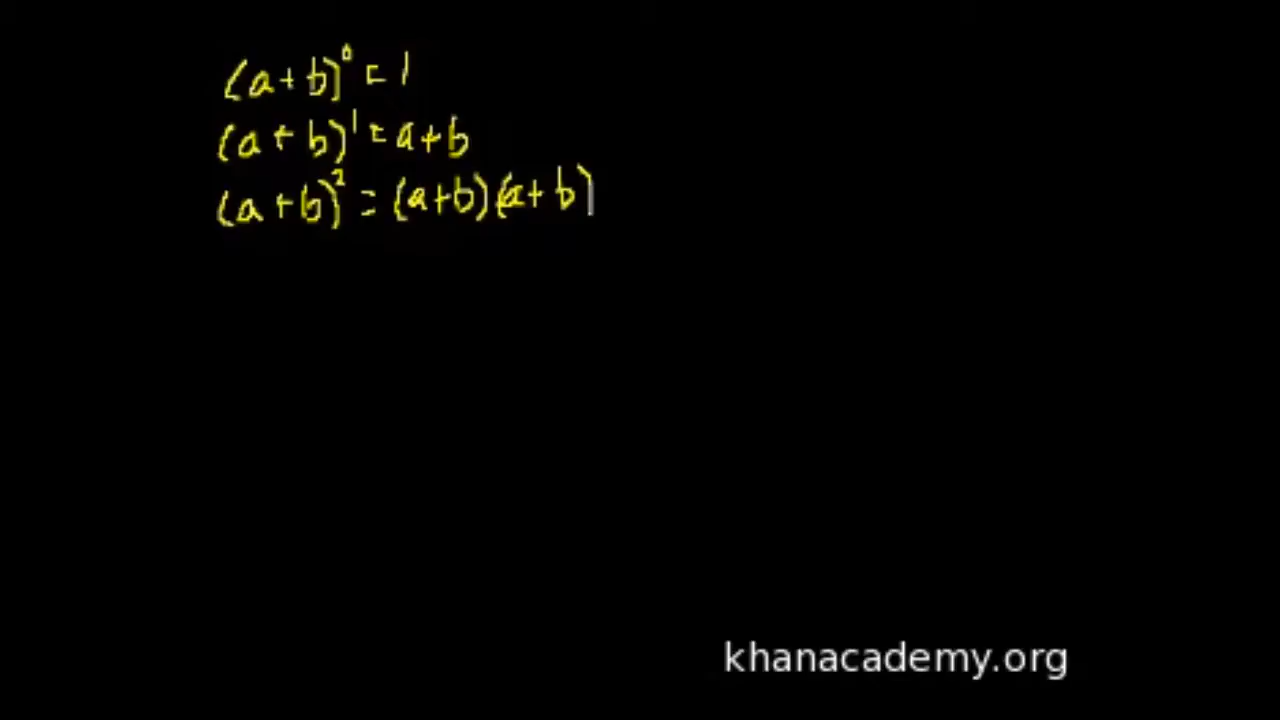 (a+b)⁰ = 1
(a+b)¹ = a+b
(a+b)² = (a+b)(a+b)
khanacademy.org